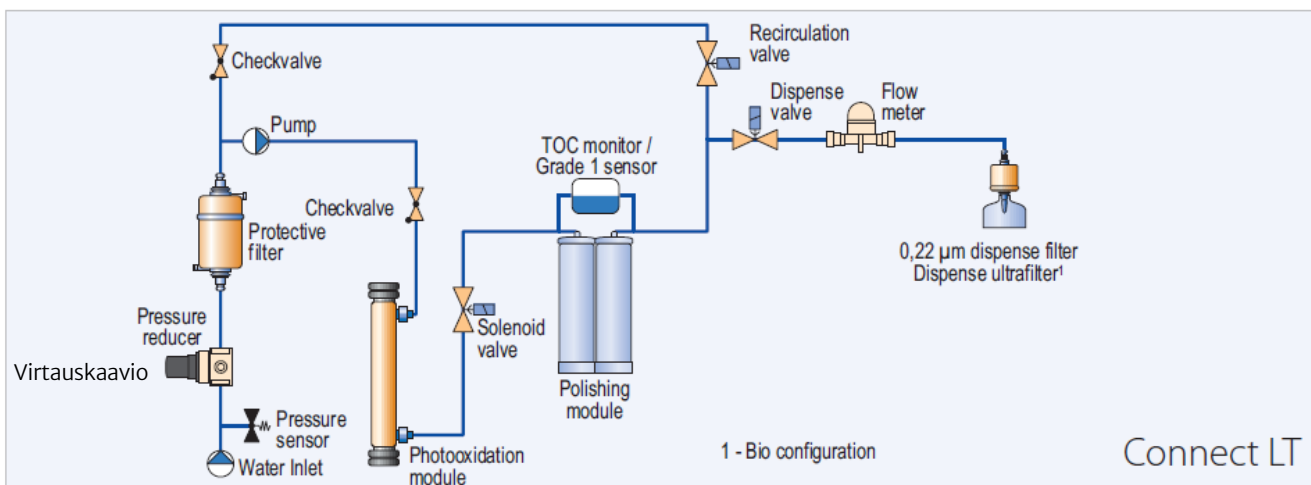 Recirculation
valve
Checkvalve
Dispense
valve
Flow
meter
Pump
TOC monitor /
Grade 1 sensor
Checkvalve
Protective
filter
0,22 µm dispense filter
Dispense ultrafilter¹
Pressure
reducer
Solenoid
valve
Virtauskaavio
Polishing
module
Pressure
sensor
Water Inlet
Photooxidation
module
1 - Bio configuration
Connect LT